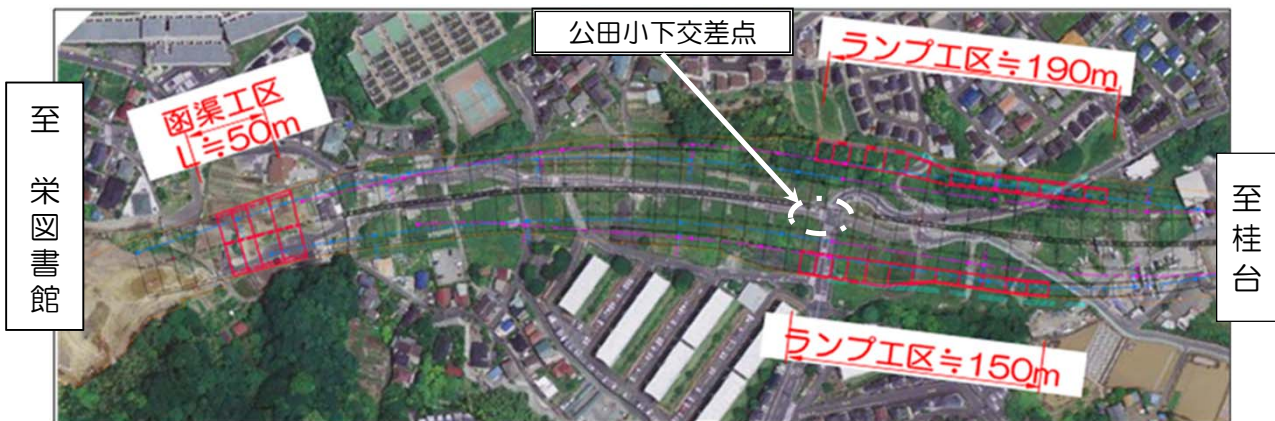 公田小下交差点
ランプ工区≒190m
函渠工区
L≒50m
至 栄図書館
至桂台
ランプ工区≒150m